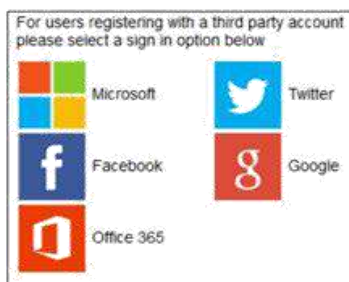 For users registering with a third party account
please select a sign in option below
Microsoft
Twitter
Facebook
Google
Office 365